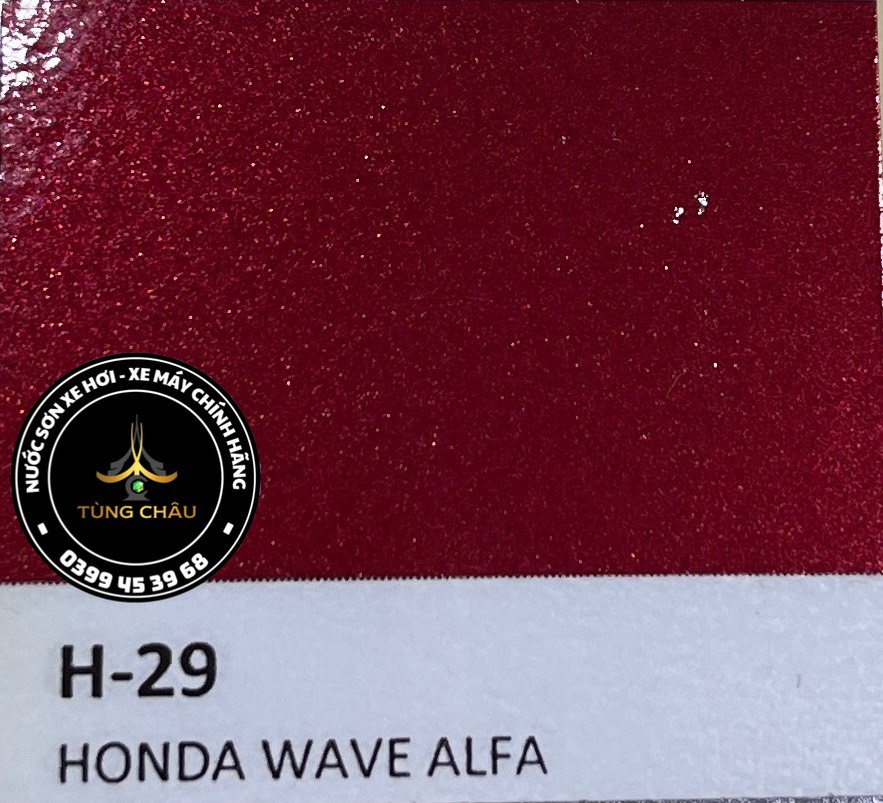 NƯỚC SƠN XE HƠI - XE MÁY CHÍNH HÃNG
TÙNG CHÂU
0399 45 39 68
H-29
HONDA WAVE ALFA